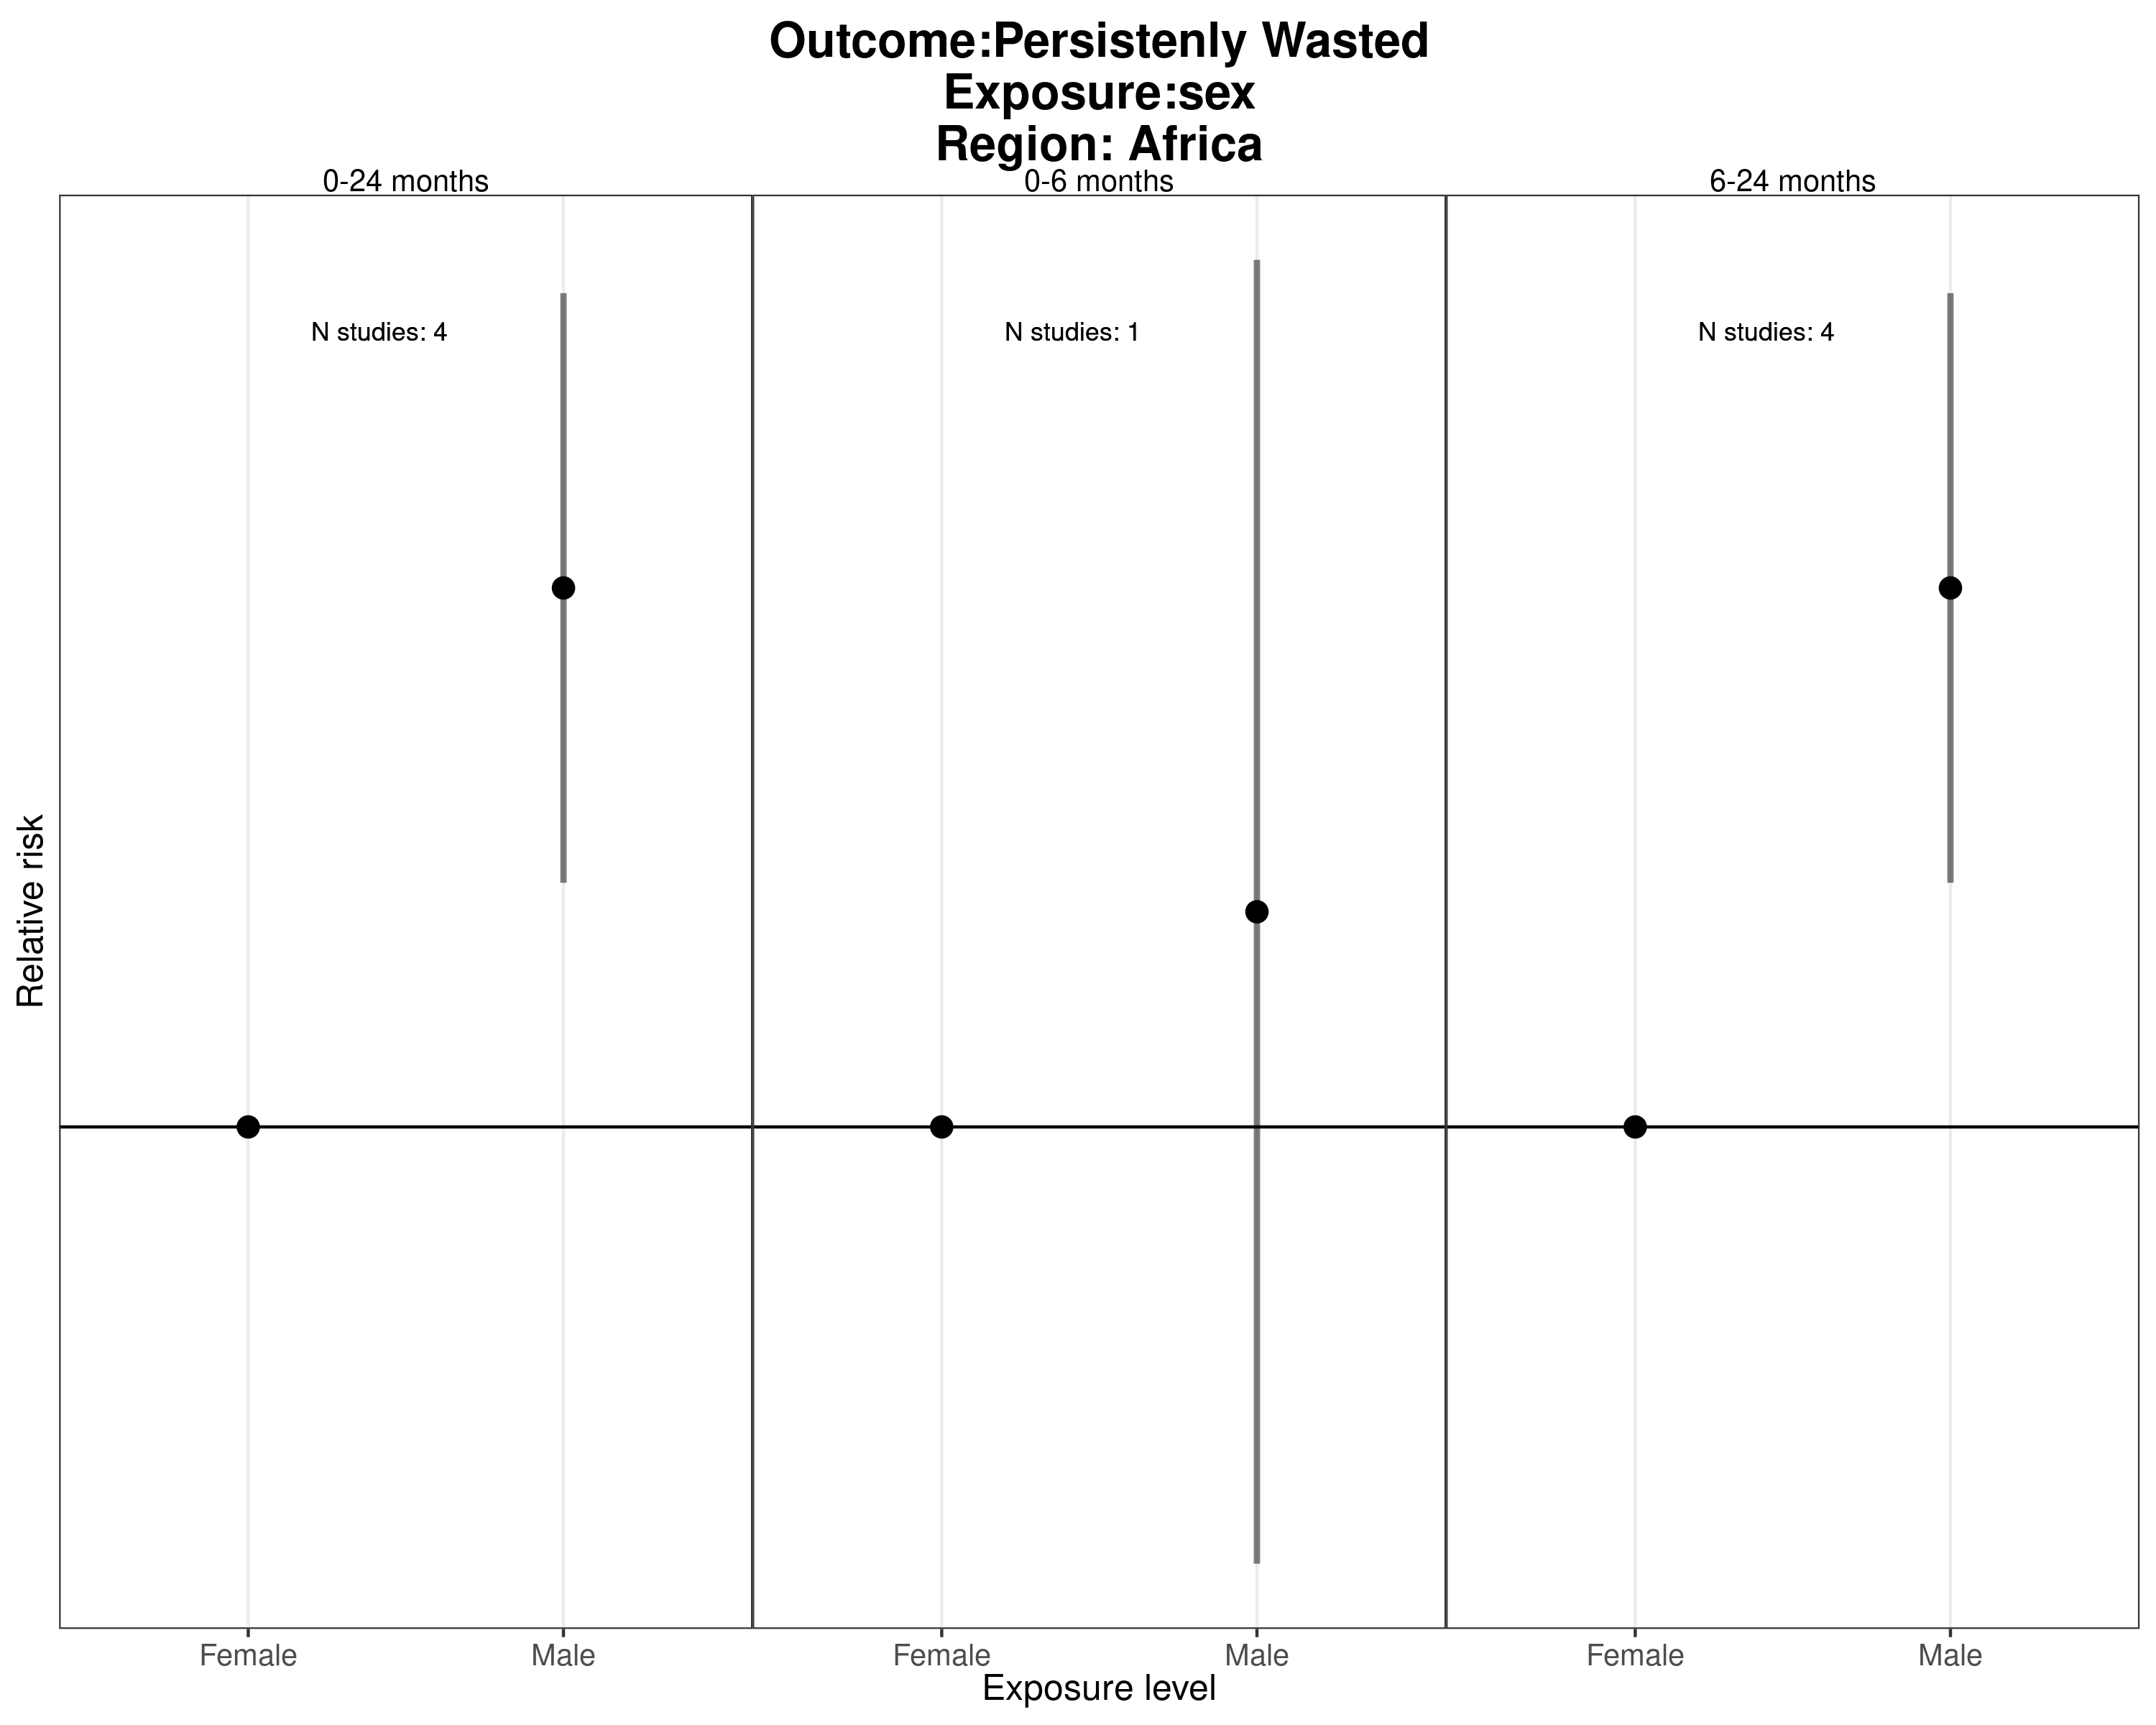 Outcome:Persistenly Wasted
Exposure:sex
Region: Africa
0-24 months
0-6 months
6-24 months
N studies: 4
N studies: 1
N studies: 4
Relative risk
Female
Male
Female
Male
Female
Male
Exposure level